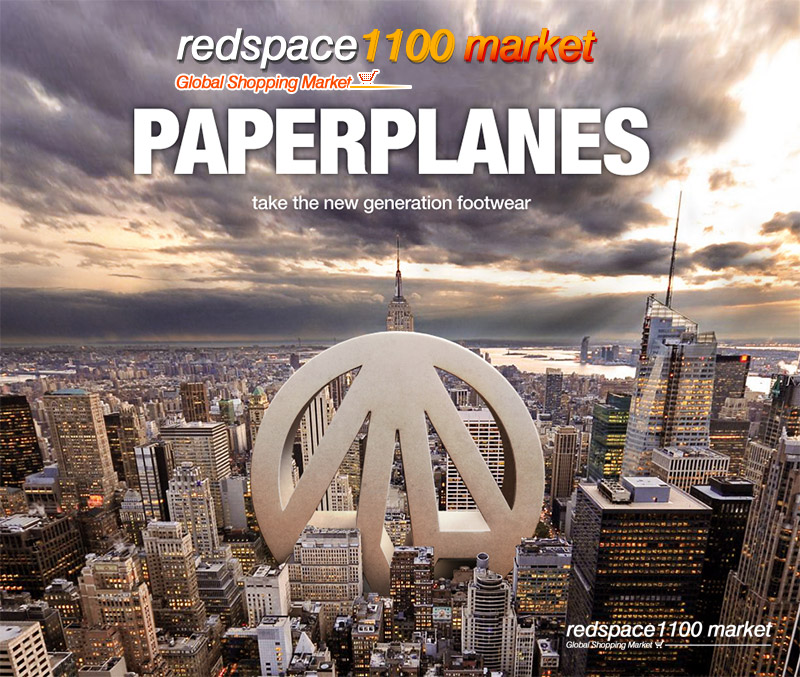 redspace1100 market
Global Shopping Market
PAPERPLANES
take the new generation footwear
redspace1100 market
Global Shopping Market